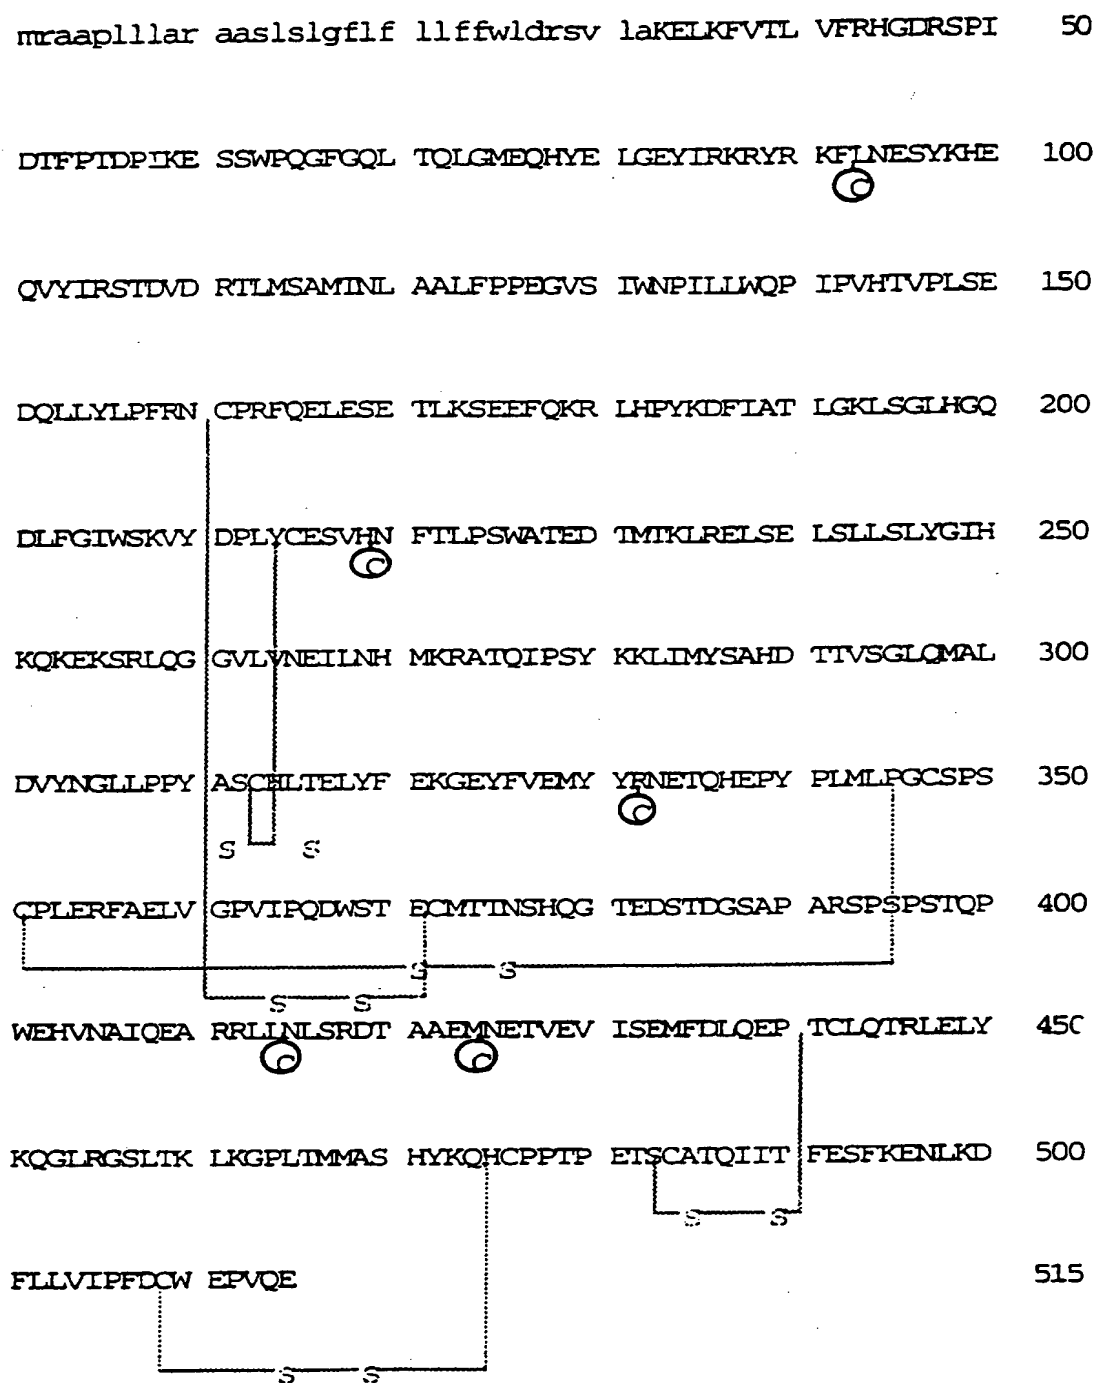 mraaplllar aaslslgflf llffwldrsv laKELKFVTL VFRHGDRSPI 50
DTFPTDPIKE SSWPQGFGQL TQLGMEQHYE LGEYIRKRYR KFLNESYKHE 100
C
QVYIRSTDVD RTLMSAMTNL AALFPPEGVS IWNPILLWQP IPVHTVPLSE 150
DQLLYLPFRN CPRFQELESE TLKSEEFQKR LHPYKDFIAT LGKLSGLHGQ 200
DLFGIWSKVY DPLYCESVHN FTLPSWATED TMTKLRELSE LSLLSLYGIH 250
C
KQKEKSRLQG GVLVNEILNH MKRATQIPSY KKLIMYSAHD TTVSGLQMAL 300
DVYNGLLPPY ASCHLTELYF EKGEYFVEMY YRNETQHEPY PLMLPGCSPS 350
C
S S
CPLERFAELV GPVIPQDWST ECMTTNSHQG TEDSTDGSAP ARSPSPSTQP 400
S S
S S
WEHVNAIQEA RRLINLSRDT AAEMNETVEV ISEMFDLQEP TCLQTRLELY 450
C C
KQGLRGSLTK LKGPLTMMAS HYKQHCPPTP ETSCATQIIT FESFKENLKD 500
S S
FLLVIPFDCW EPVQE 515
S S